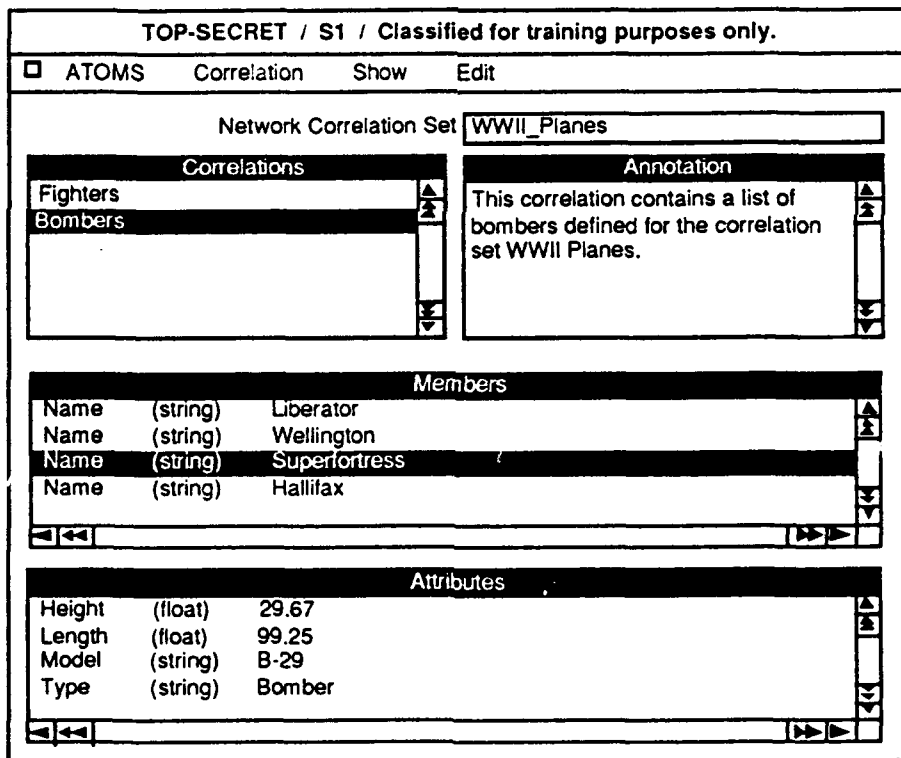 TOP-SECRET / S1 / Classified for training purposes only.
ATOMS Correlation Show Edit
Network Correlation Set WWII_Planes
Correlations
Fighters
Bombers
Annotation
This correlation contains a list of
bombers defined for the correlation
set WWII Planes.
Members
Name (string) Liberator
Name (string) Wellington
Name (string) Superfortress
Name (string) Hallifax
Attributes
Height (float) 29.67
Length (float) 99.25
Model (string) B-29
Type (string) Bomber